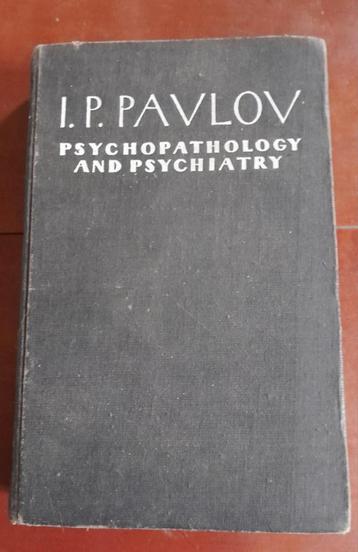 I. P. PAVLOV
PSYCHOPATHOLOGY
AND PSYCHIATRY